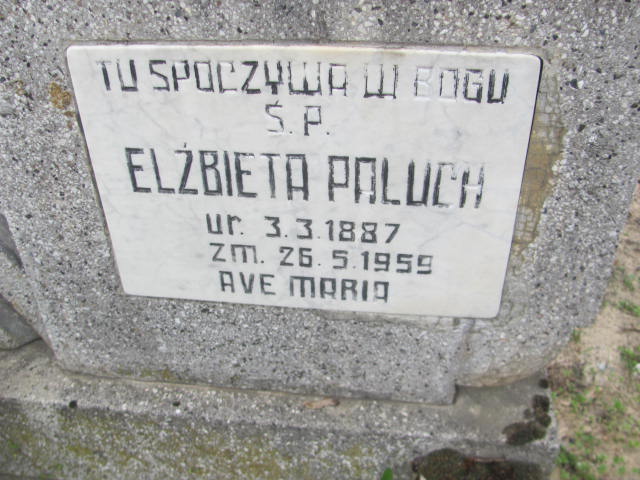 TU SPOCZYWA W BOGU
Ś.P.
ELŻBIETA PALUCH
ur. 3.3.1887
zm. 26.5.1959
AVE MARIA